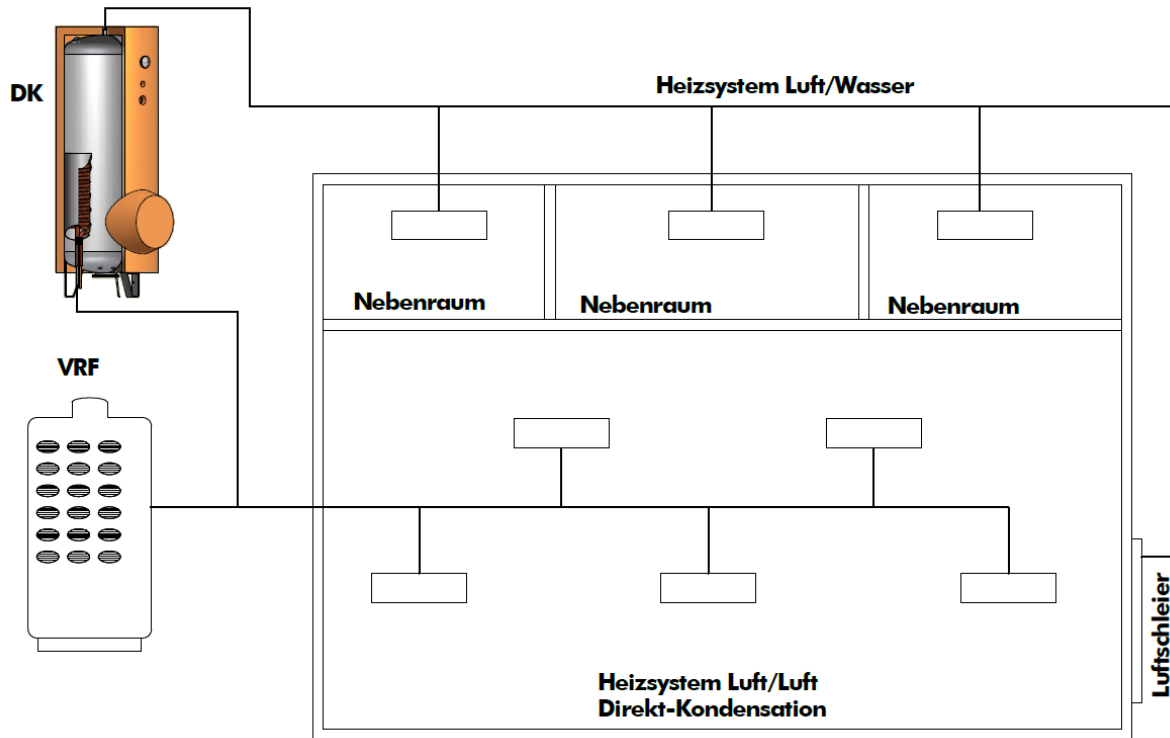 DK
Heizsystem Luft/Wasser
Nebenraum
Nebenraum
Nebenraum
VRF
Heizsystem Luft/Luft
Direkt-Kondensation
Luftschleier